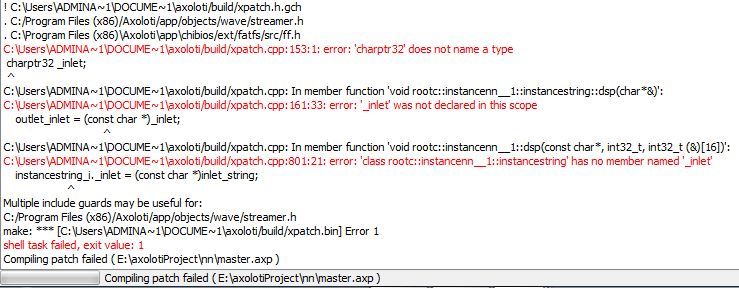 ! C:\Users\ADMINA~1\DOCUME~1\axoloti/build/xpatch.h.gch
. C:/Program Files (x86)/Axoloti/app/objects/wave/streamer.h
. C:/Program Files (x86)\Axoloti\app\chibios/ext/fatfs/src/ff.h
C:\Users\ADMINA~1\DOCUME~1\axoloti/build/xpatch.cpp:153:1: error: 'charptr32' does not name a type
charptr32 _inlet;
^
C:\Users\ADMINA~1\DOCUME~1\axoloti/build/xpatch.cpp: In member function 'void rootc::instancenn__1::instancestring::dsp(char*&)':
C:\Users\ADMINA~1\DOCUME~1\axoloti/build/xpatch.cpp:161:33: error: '_inlet' was not declared in this scope
outlet_inlet = (const char *)_inlet;
^
C:\Users\ADMINA~1\DOCUME~1\axoloti/build/xpatch.cpp: In member function 'void rootc::instancenn__1::dsp(const char*, int32_t, int32_t (&)[16])':
C:\Users\ADMINA~1\DOCUME~1\axoloti/build/xpatch.cpp:801:21: error: 'class rootc::instancenn__1::instancestring' has no member named '_inlet'
instancestring_i._inlet = (const char *)inlet_string;
^
Multiple include guards may be useful for:
C:/Program Files (x86)/Axoloti/app/objects/wave/streamer.h
make: *** [C:\Users\ADMINA~1\DOCUME~1\axoloti/build/xpatch.bin] Error 1
shell task failed, exit value: 1
Compiling patch failed ( E:\axolotiProject\nn\master.axp )
Compiling patch failed ( E:\axolotiProject\nn\master.axp )